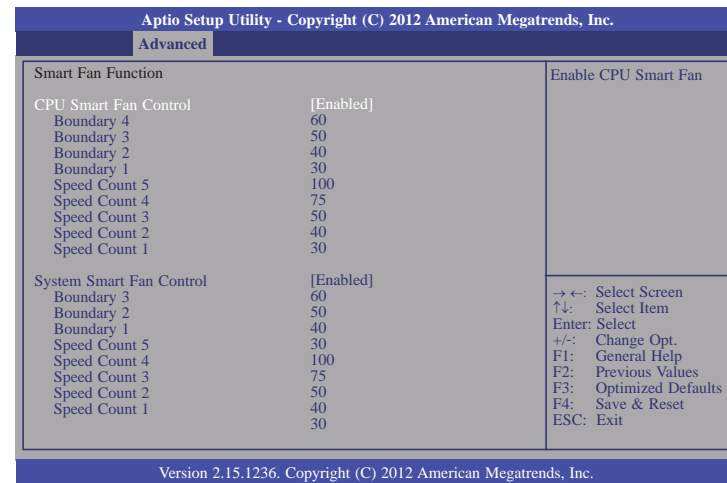 Aptio Setup Utility - Copyright (C) 2012 American Megatrends, Inc.
Advanced
Smart Fan Function
CPU Smart Fan Control [Enabled]
Boundary 4 60
Boundary 3 50
Boundary 2 40
Boundary 1 30
Speed Count 5 100
Speed Count 4 75
Speed Count 3 50
Speed Count 2 40
Speed Count 1 30
System Smart Fan Control [Enabled]
Boundary 3 60
Boundary 2 50
Boundary 1 40
Speed Count 5 30
Speed Count 4 100
Speed Count 3 75
Speed Count 2 50
Speed Count 1 40
30
Enable CPU Smart Fan
→ ←: Select Screen
↑↓: Select Item
Enter: Select
+/-: Change Opt.
F1: General Help
F2: Previous Values
F3: Optimized Defaults
F4: Save & Reset
ESC: Exit
Version 2.15.1236. Copyright (C) 2012 American Megatrends, Inc.